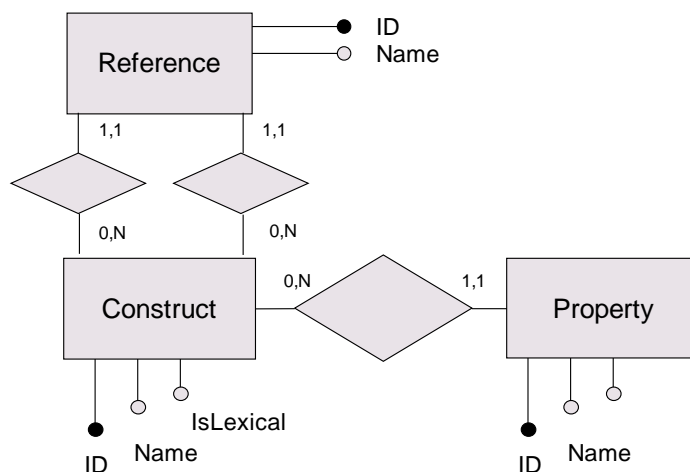 ID
Reference
Name
1,1
1,1
0,N
0,N
0,N
1,1
Construct
Property
IsLexical
Name
Name
ID
ID